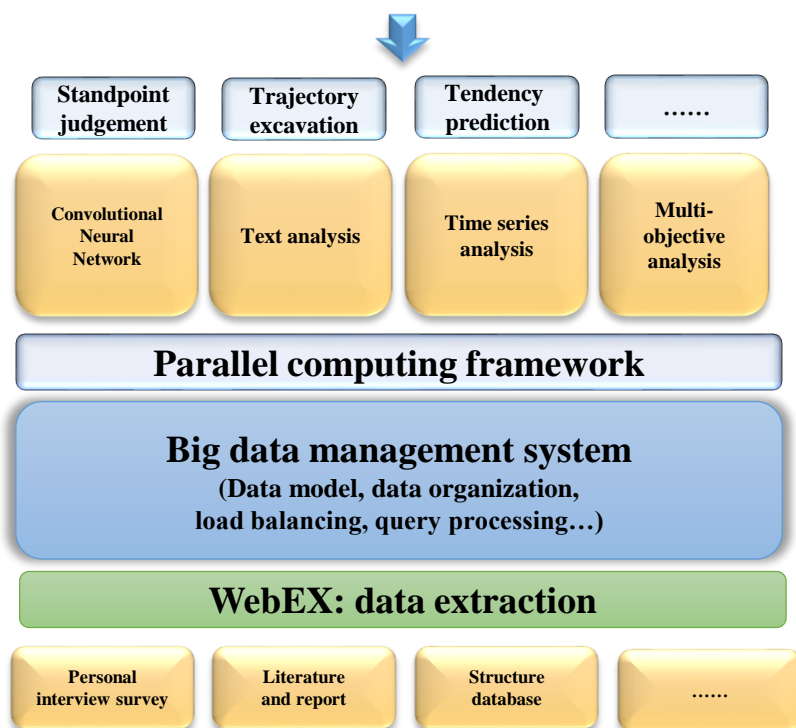 Standpoint
judgement
Trajectory
excavation
Tendency
prediction
......
Convolutional
Neural
Network
Text analysis
Time series
analysis
Multi-
objective
analysis
Parallel computing framework
Big data management system
(Data model, data organization,
load balancing, query processing…)
WebEX: data extraction
Personal
interview survey
Literature
and report
Structure
database
......